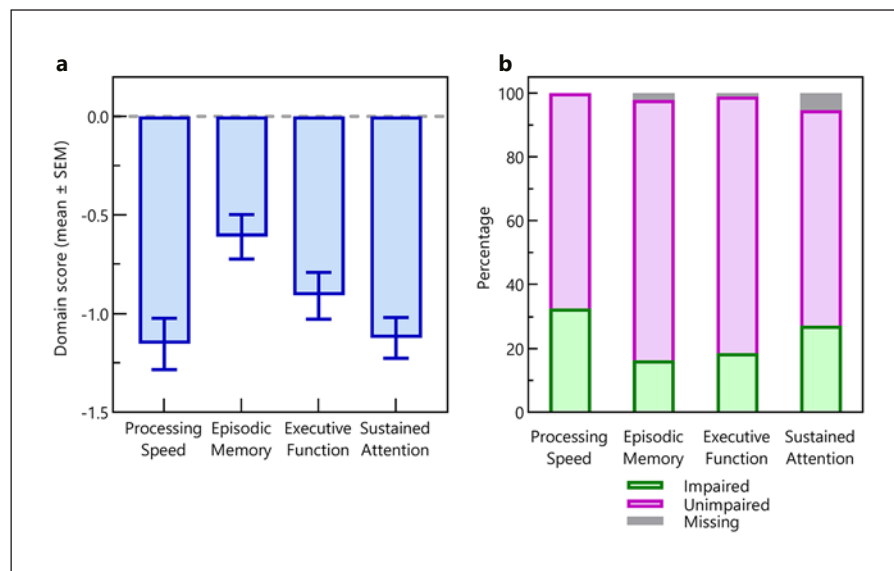 a
0.0
-0.5
-1.0
-1.5
Domain score (mean ± SEM)
Processing
Speed
Episodic
Memory
Executive
Function
Sustained
Attention
b
100
80
60
40
20
0
Percentage
Processing
Speed
Episodic
Memory
Executive
Function
Sustained
Attention
Impaired
Unimpaired
Missing